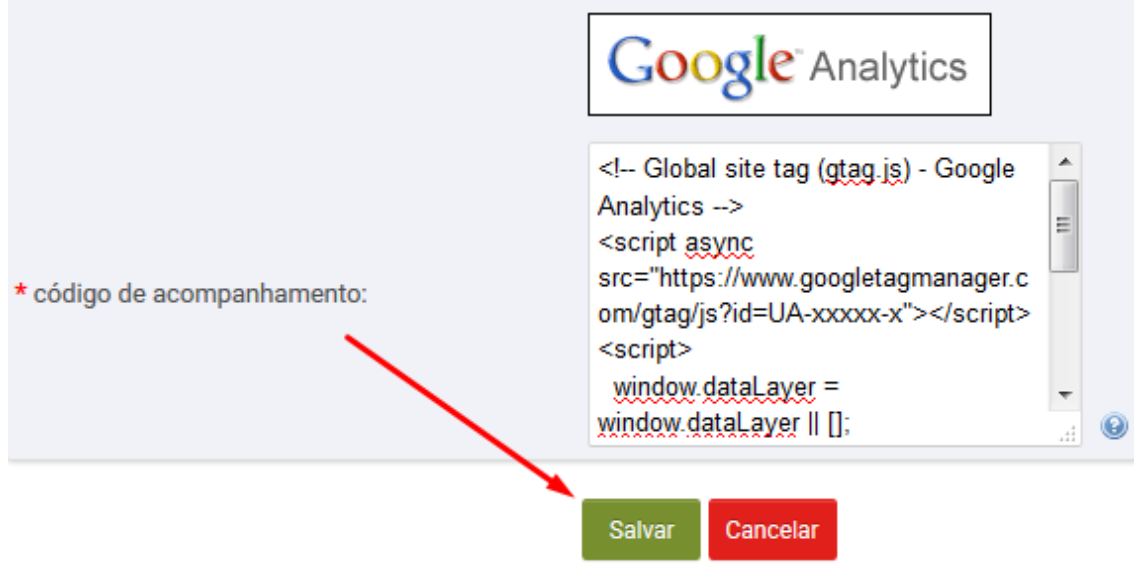 Google™ Analytics
<!-- Global site tag (gtag.js) - Google
Analytics -->
<script async
src="https://www.googletagmanager.c
om/gtag/js?id=UA-xxxxx-x"></script>
* código de acompanhamento:
<script>
window.dataLayer =
window.dataLayer || [];
Salvar
Cancelar